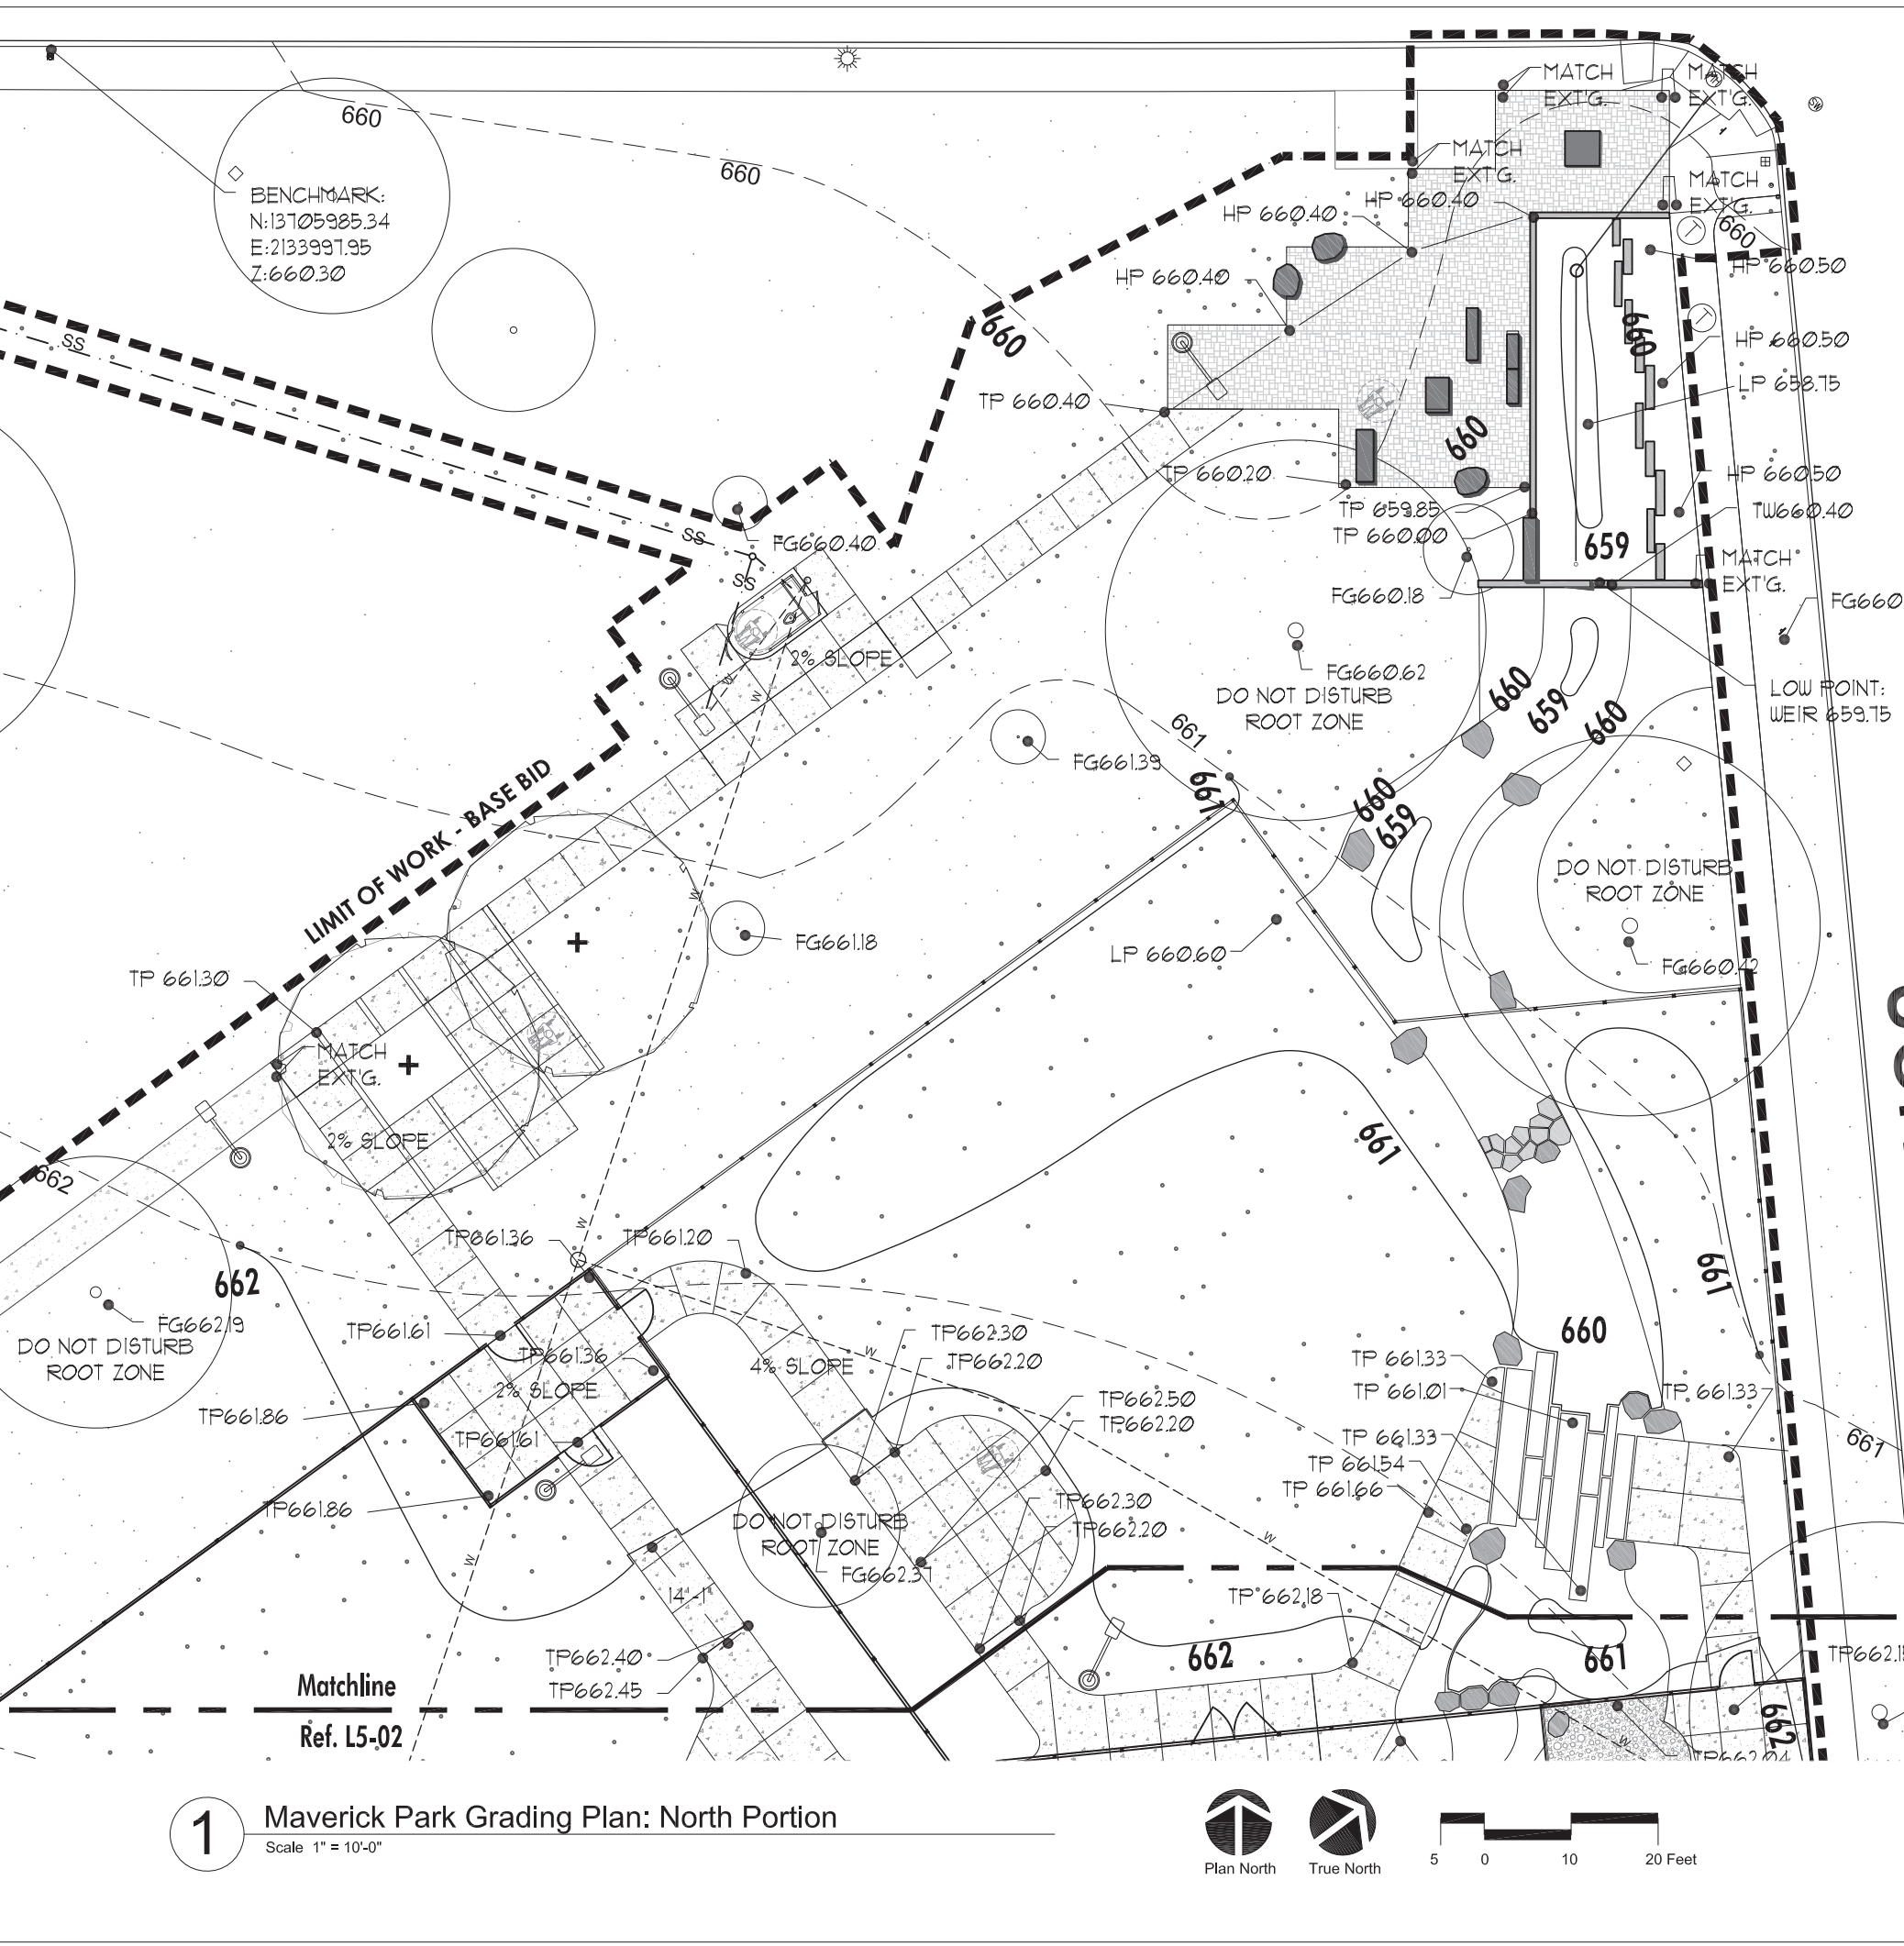 MATCH
EXT'G.
MATCH
EXT'G.
660
660
MATCH
EXT'G.
BENCHMARK:
N:13705985.34
E:2133997.95
Z:660.30
MATCH
EXT'G.
HP 660.40
HP 660.40
660
HP 660.50
HP 660.40
660
660
HP 660.50
SS
LP 658.75
TP 660.40
660
TP 660.20
HP 660.50
TP 659.85
TW660.40
TP 660.00
SS
FG660.40
659
MATCH
EXT'G.
SS
FG660.18
FG660
2% SLOPE
FG660.62
DO NOT DISTURB
ROOT ZONE
W
W
660
659
660
LOW POINT:
WEIR 659.75
661
FG661.39
661
660
659
LIMIT OF WORK - BASE BID
DO NOT DISTURB
ROOT ZONE
W
FG661.18
LP 660.60
FG660.42
TP 661.30
MATCH
EXT'G.
2% SLOPE
661
662
W
TP661.36
TP661.20
662
661
FG662.19
DO NOT DISTURB
ROOT ZONE
TP661.61
TP661.36
2% SLOPE
4% SLOPE
W
TP662.30
TP662.20
660
TP 661.33
TP 661.01
TP 661.33
TP661.86
TP662.50
TP662.20
TP661.61
TP 661.33
TP 661.54
TP 661.66
661
TP661.86
TP662.30
TP662.20
DO NOT DISTURB
ROOT ZONE
FG662.37
W
W
14'-1"
TP 662.18
TP662.40
TP662.45
662
661
662
Matchline
Ref. L5-02
W
TP662.04
1
Maverick Park Grading Plan: North Portion
Scale 1" = 10'-0"
Plan North
True North
5 0 10 20 Feet